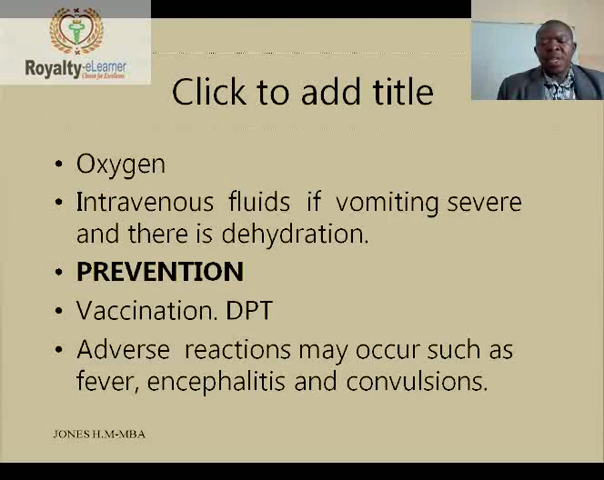 Royalty-eLearner
Click to add title
• Oxygen
• Intravenous fluids if vomiting severe
and there is dehydration.
• PREVENTION
• Vaccination. DPT
• Adverse reactions may occur such as
fever, encephalitis and convulsions.
JONES H.M-MBA